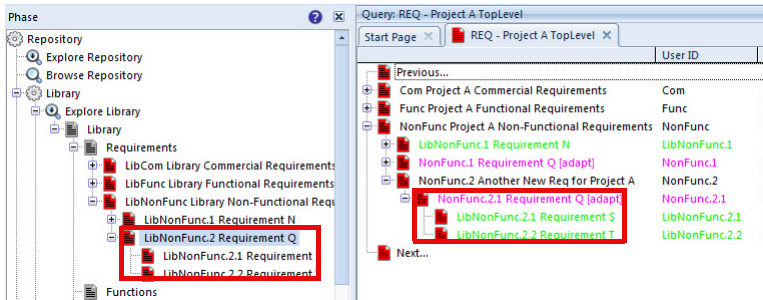 Phase
Repository
Explore Repository
Browse Repository
Library
Explore Library
Library
Requirements
LibCom Library Commercial Requirements
LibFunc Library Functional Requirements
LibNonFunc Library Non-Functional Requ
LibNonFunc.1 Requirement N
LibNonFunc.2 Requirement Q
LibNonFunc.2.1 Requirement
LibNonFunc.2.2 Requirement
Functions
Query: REQ - Project A TopLevel
Start Page REQ - Project A TopLevel
User ID
Previous...
Com Project A Commercial Requirements Com
Func Project A Functional Requirements Func
NonFunc Project A Non-Functional Requirements NonFunc
LibNonFunc.1 Requirement N LibNonFunc.1
NonFunc.1 Requirement Q [adapt] NonFunc.1
NonFunc.2 Another New Req for Project A NonFunc.2
NonFunc.2.1 Requirement Q [adapt] NonFunc.2.1
LibNonFunc.2.1 Requirement S LibNonFunc.2.1
LibNonFunc.2.2 Requirement T LibNonFunc.2.2
Next...